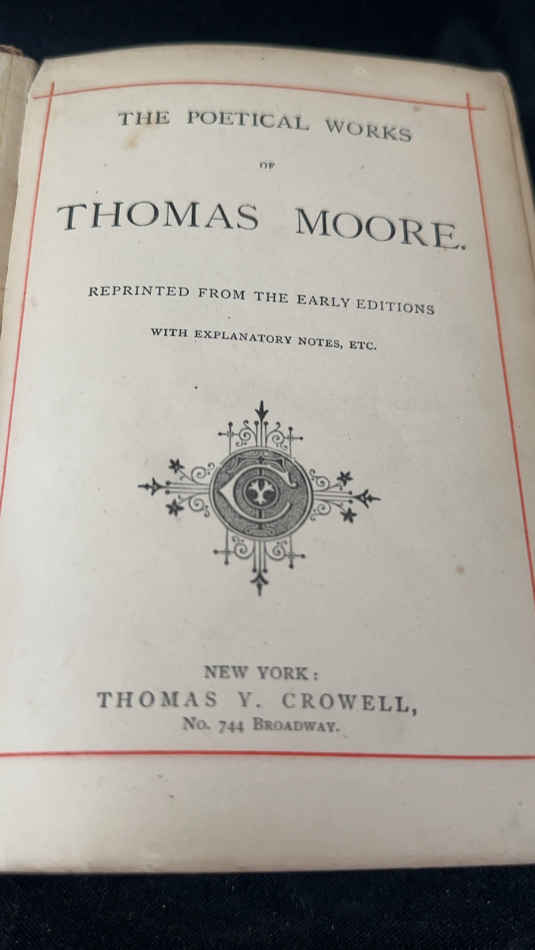 THE POETICAL WORKS
OF
THOMAS MOORE.
REPRINTED FROM THE EARLY EDITIONS
WITH EXPLANATORY NOTES, ETC.
NEW YORK:
THOMAS Y. CROWELL,
No. 744 BROADWAY.